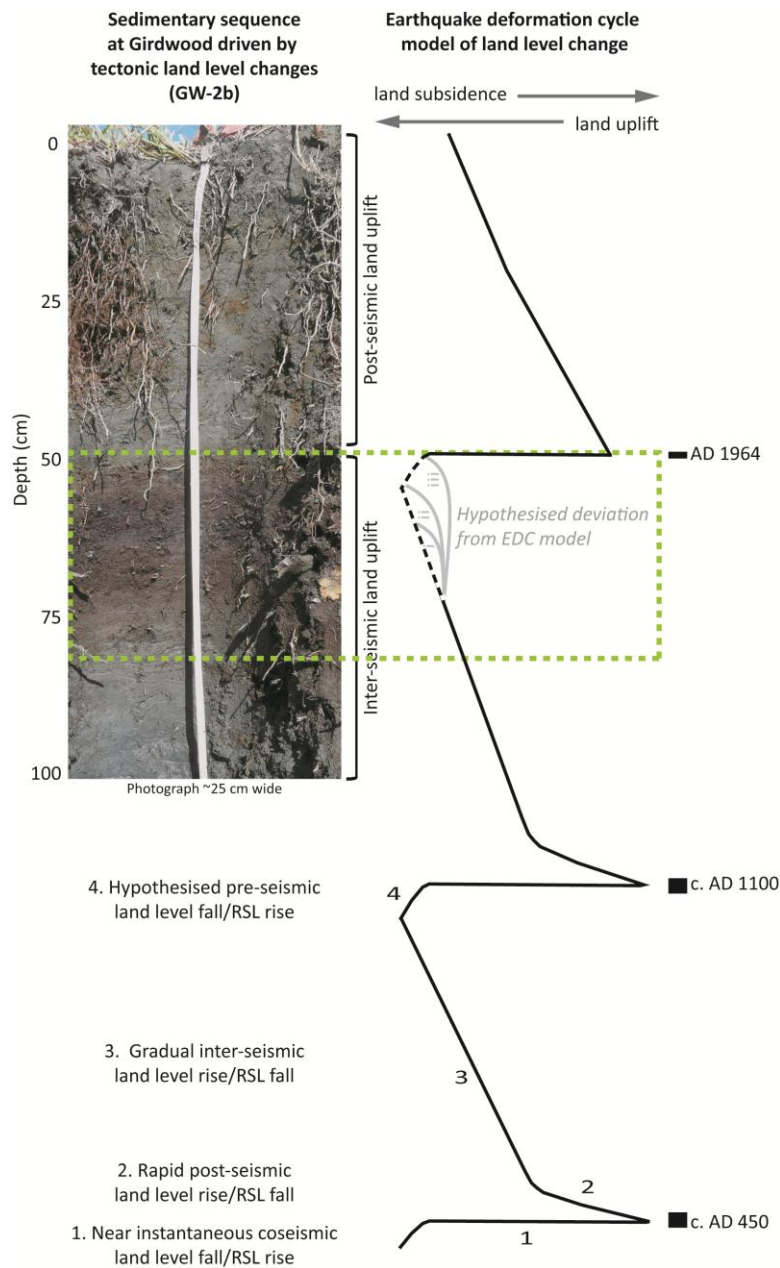 Sedimentary sequence
at Girdwood driven by
tectonic land level changes
(GW-2b)
Earthquake deformation cycle
model of land level change
land subsidence
land uplift
0
25
50
75
100
Depth (cm)
Post-seismic land uplift
Inter-seismic land uplift
Photograph ~25 cm wide
AD 1964
Hypothesised deviation
from EDC model
c. AD 1100
4. Hypothesised pre-seismic
land level fall/RSL rise
4
3. Gradual inter-seismic
land level rise/RSL fall
3
2. Rapid post-seismic
land level rise/RSL fall
2
1. Near instantaneous coseismic
land level fall/RSL rise
1
c. AD 450